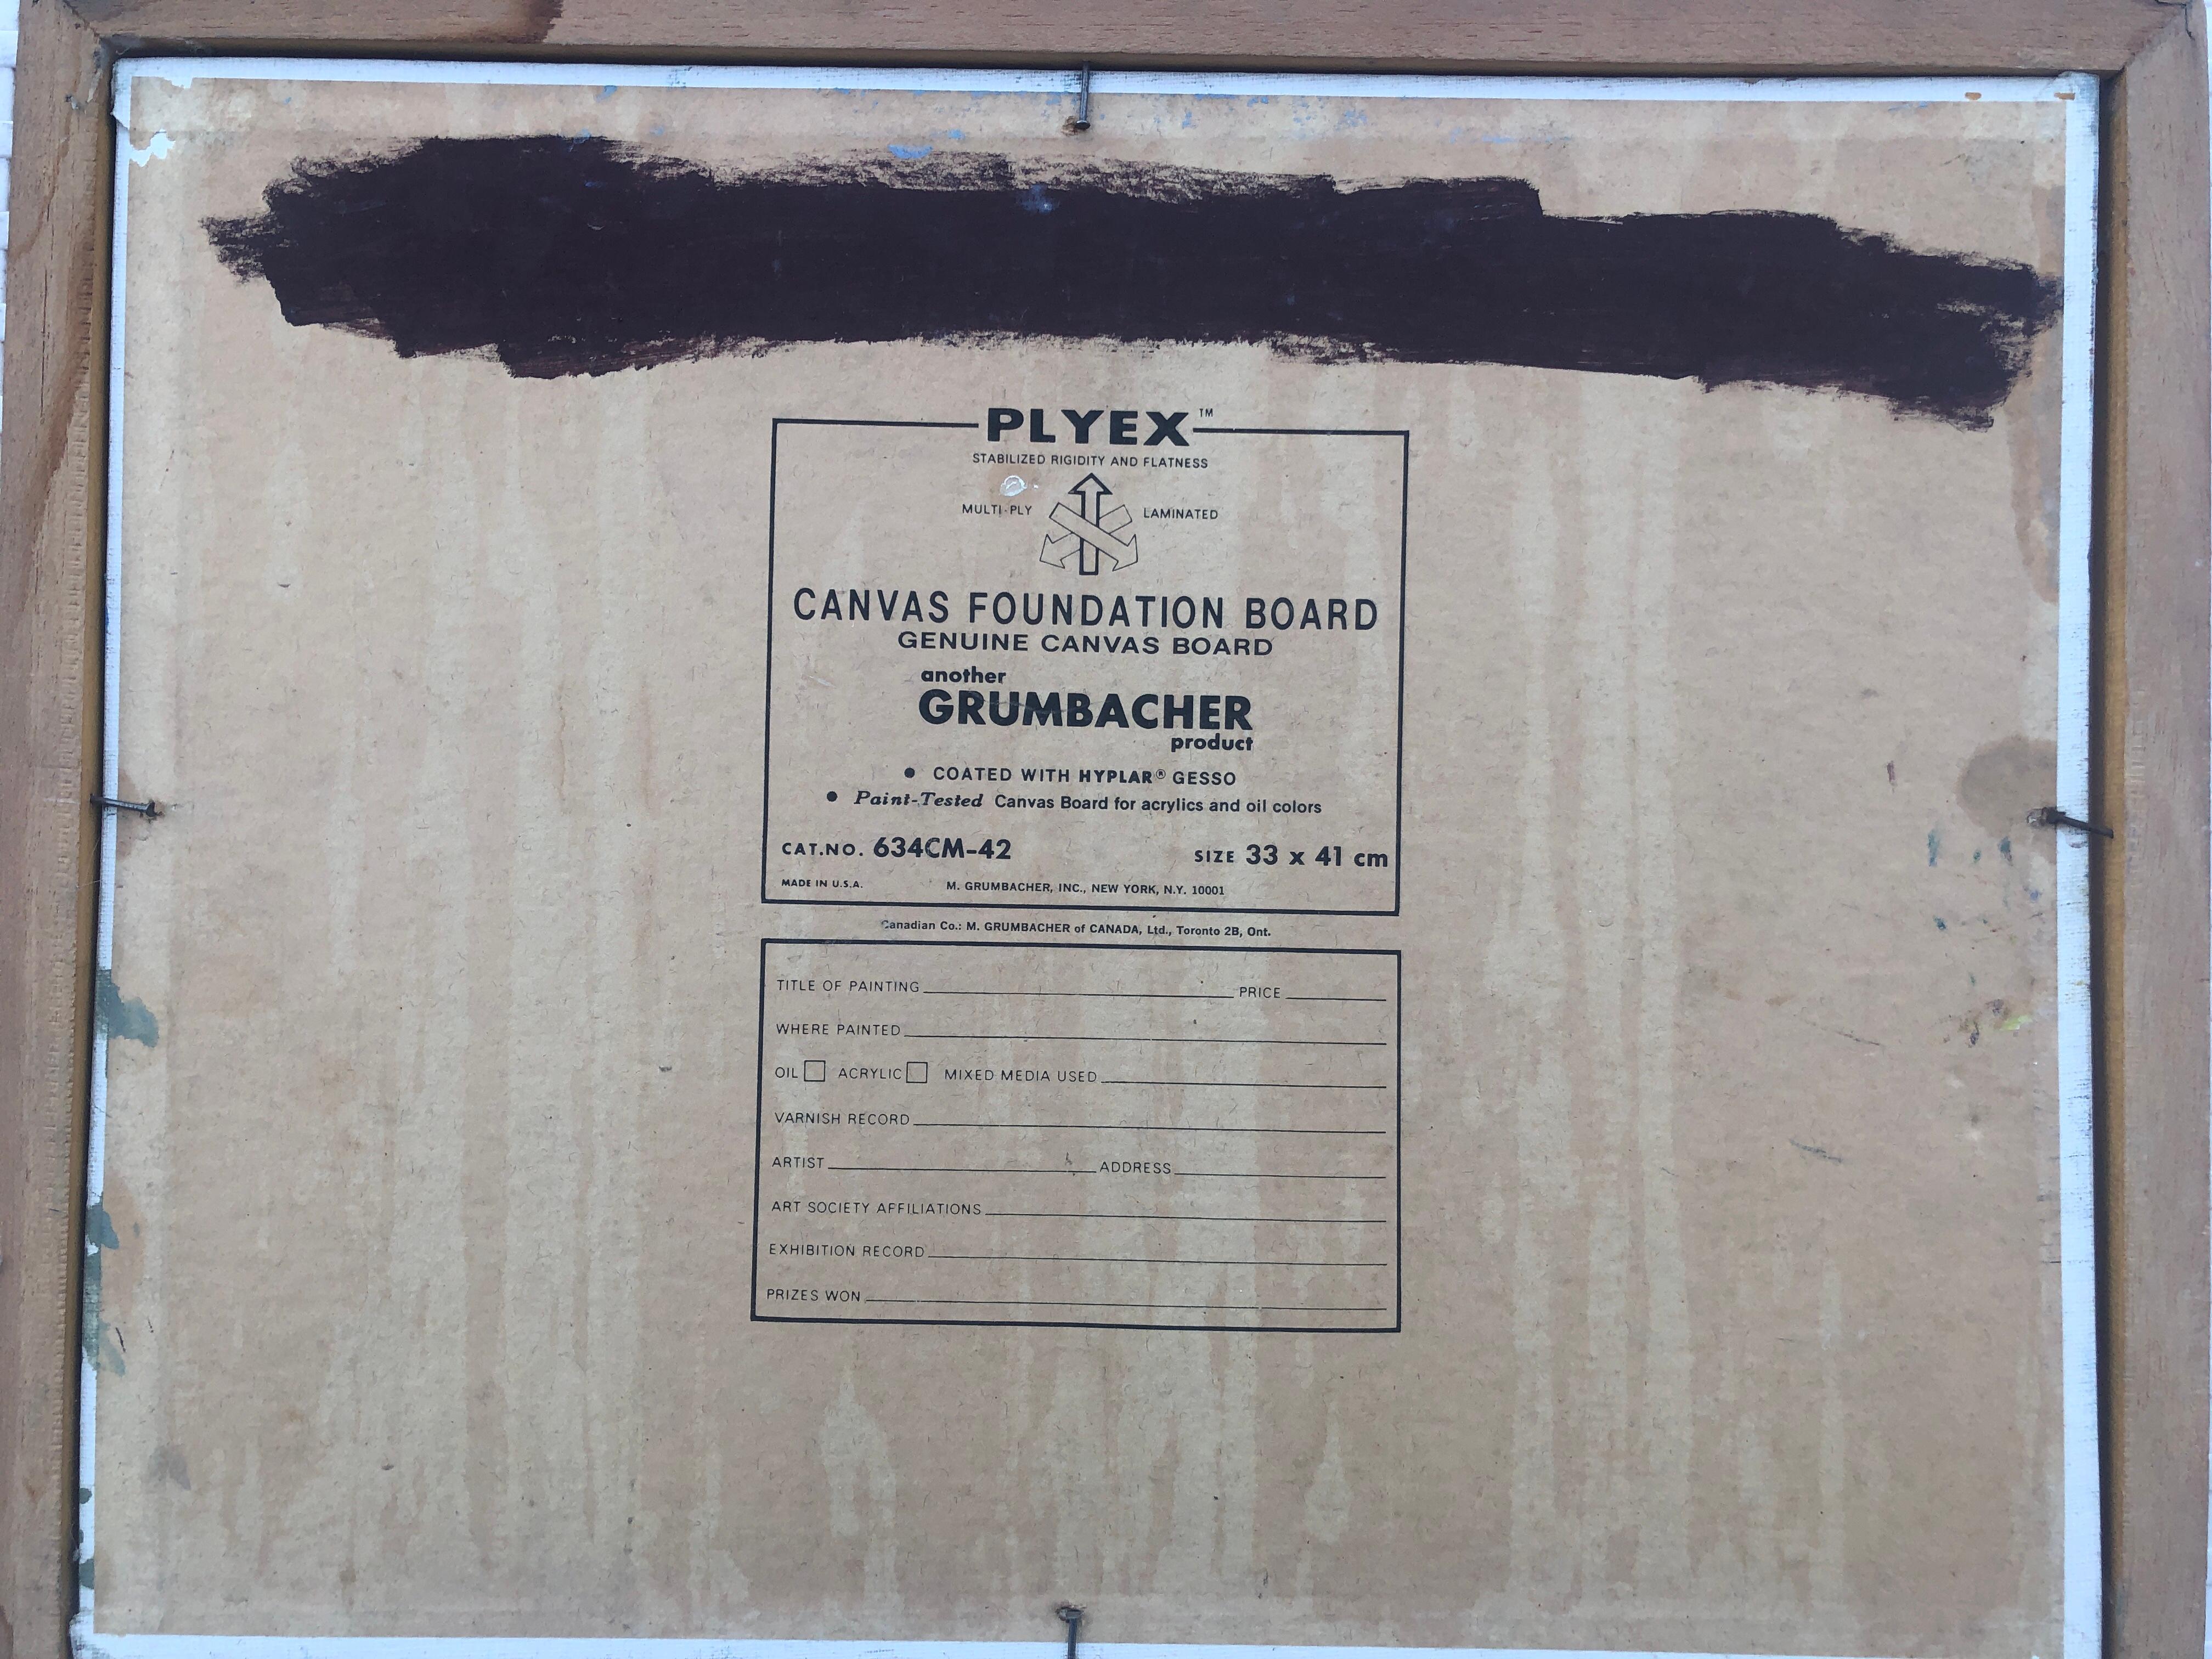 PLYEX™
STABILIZED RIGIDITY AND FLATNESS
MULTI-PLY LAMINATED
CANVAS FOUNDATION BOARD
GENUINE CANVAS BOARD
another
GRUMBACHER
product
• COATED WITH HYPLAR® GESSO
• Paint-Tested Canvas Board for acrylics and oil colors
CAT.NO. 634CM-42 SIZE 33 x 41 cm
MADE IN U.S.A. M. GRUMBACHER, INC., NEW YORK, N.Y. 10001
Canadian Co.: M. GRUMBACHER of CANADA, Ltd., Toronto 2B, Ont.
TITLE OF PAINTING PRICE
WHERE PAINTED
OIL ACRYLIC MIXED MEDIA USED
VARNISH RECORD
ARTIST ADDRESS
ART SOCIETY AFFILIATIONS
EXHIBITION RECORD
PRIZES WON